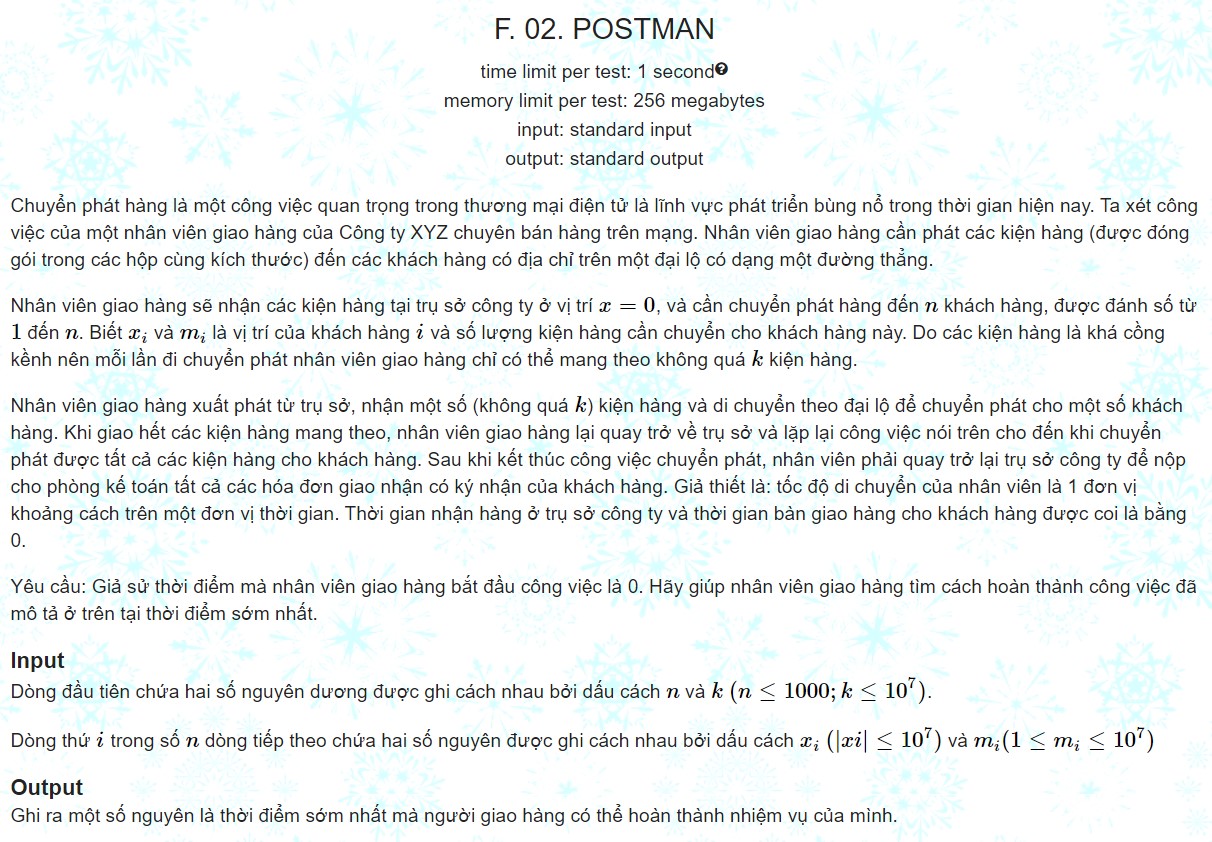 F. 02. POSTMAN
time limit per test: 1 second?
memory limit per test: 256 megabytes
input: standard input
output: standard output
Chuyển phát hàng là một công việc quan trọng trong thương mại điện tử là lĩnh vực phát triển bùng nổ trong thời gian hiện nay. Ta xét công
việc của một nhân viên giao hàng của Công ty XYZ chuyên bán hàng trên mạng. Nhân viên giao hàng cần phát các kiện hàng (được đóng
gói trong các hộp cùng kích thước) đến các khách hàng có địa chỉ trên một đại lộ có dạng một đường thẳng.
Nhân viên giao hàng sẽ nhận các kiện hàng tại trụ sở công ty ở vị trí x = 0, và cần chuyển phát hàng đến n khách hàng, được đánh số từ
1 đến n. Biết x_i và m_i là vị trí của khách hàng i và số lượng kiện hàng cần chuyển cho khách hàng này. Do các kiện hàng là khá cồng
kềnh nên mỗi lần đi chuyển phát nhân viên giao hàng chỉ có thể mang theo không quá k kiện hàng.
Nhân viên giao hàng xuất phát từ trụ sở, nhận một số (không quá k) kiện hàng và di chuyển theo đại lộ để chuyển phát cho một số khách
hàng. Khi giao hết các kiện hàng mang theo, nhân viên giao hàng lại quay trở về trụ sở và lặp lại công việc nói trên cho đến khi chuyển
phát được tất cả các kiện hàng cho khách hàng. Sau khi kết thúc công việc chuyển phát, nhân viên phải quay trở lại trụ sở công ty để nộp
cho phòng kế toán tất cả các hóa đơn giao nhận có ký nhận của khách hàng. Giả thiết là: tốc độ di chuyển của nhân viên là 1 đơn vị
khoảng cách trên một đơn vị thời gian. Thời gian nhận hàng ở trụ sở công ty và thời gian bàn giao hàng cho khách hàng được coi là bằng
0.
Yêu cầu: Giả sử thời điểm mà nhân viên giao hàng bắt đầu công việc là 0. Hãy giúp nhân viên giao hàng tìm cách hoàn thành công việc đã
mô tả ở trên tại thời điểm sớm nhất.
Input
Dòng đầu tiên chứa hai số nguyên dương được ghi cách nhau bởi dấu cách n và k (n ≤ 1000; k ≤ 10^7).
Dòng thứ i trong số n dòng tiếp theo chứa hai số nguyên được ghi cách nhau bởi dấu cách x_i (|xi| ≤ 10^7) và m_i(1 ≤ m_i ≤ 10^7)
Output
Ghi ra một số nguyên là thời điểm sớm nhất mà người giao hàng có thể hoàn thành nhiệm vụ của mình.